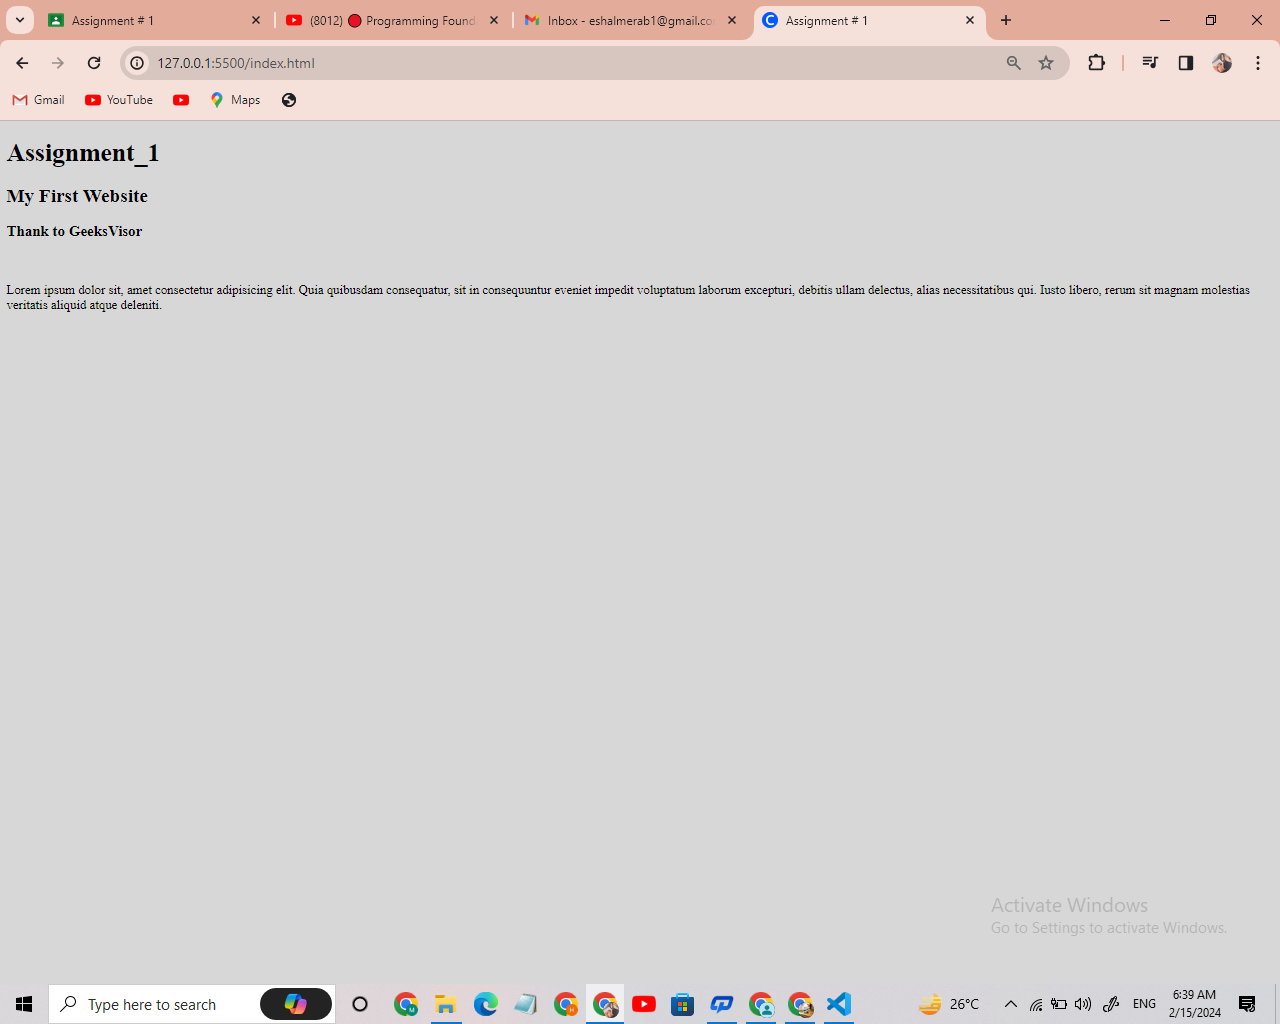 Assignment # 1
(8012) 🔴 Programming Found
Inbox - eshalmerab1@gmail.co
Assignment # 1
127.0.0.1:5500/index.html
Gmail
YouTube
Maps
Assignment_1
My First Website
Thank to GeeksVisor
Lorem ipsum dolor sit, amet consectetur adipisicing elit. Quia quibusdam consequatur, sit in consequuntur eveniet impedit voluptatum laborum excepturi, debitis ullam delectus, alias necessitatibus qui. Iusto libero, rerum sit magnam molestias
veritatis aliquid atque deleniti.
Activate Windows
Go to Settings to activate Windows.
Type here to search
26°C
ENG
6:39 AM
2/15/2024